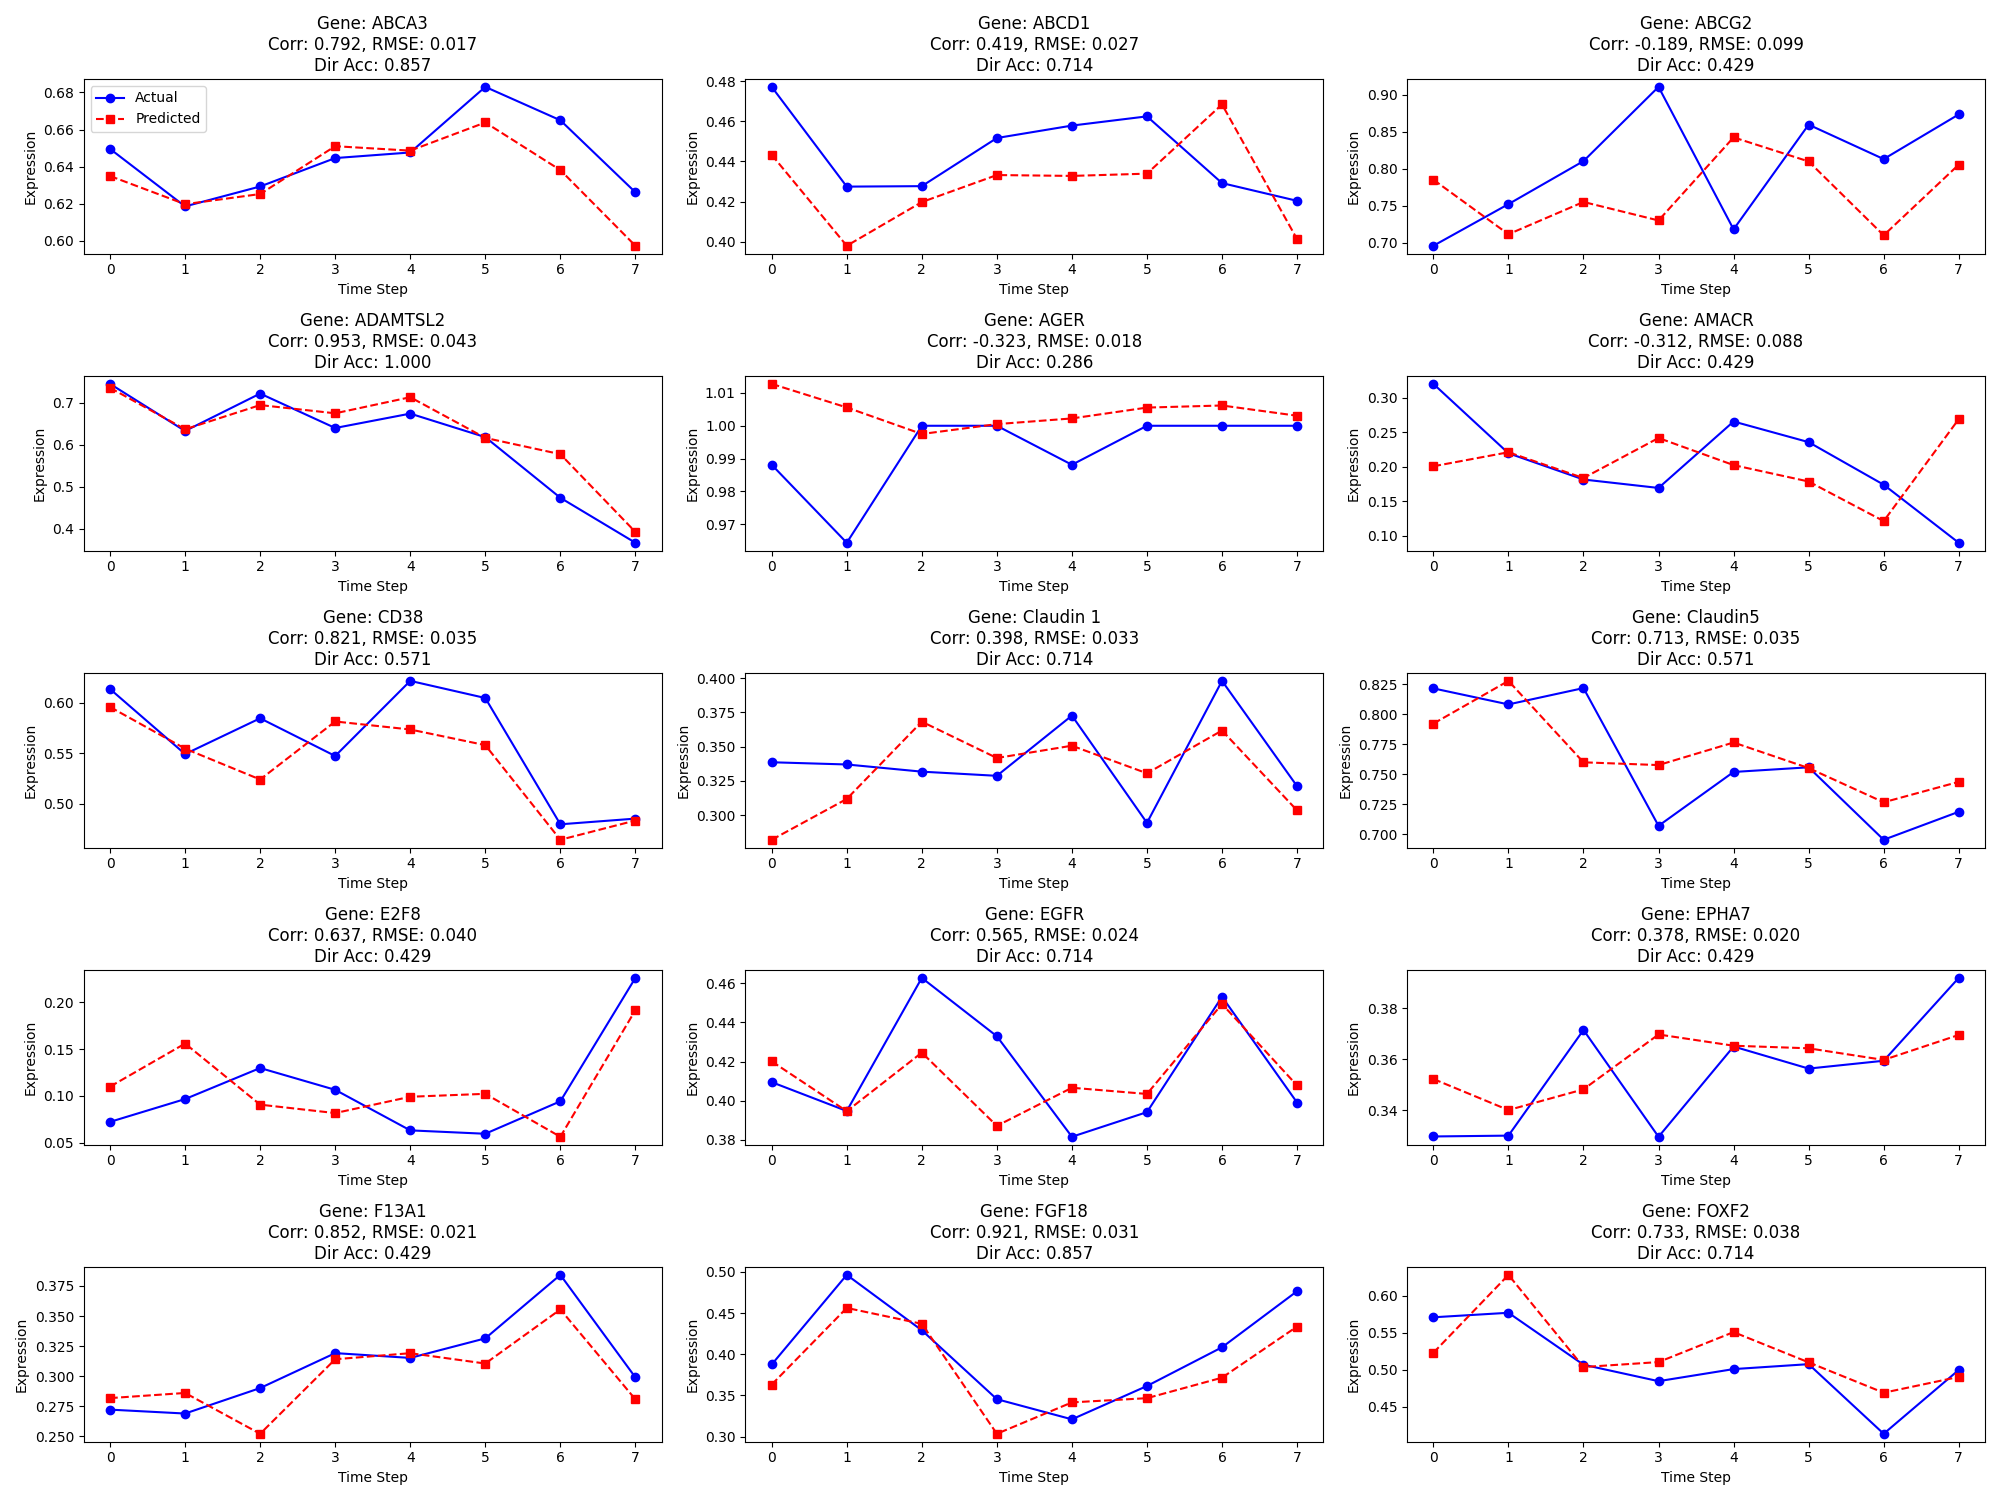 Gene: ABCA3
Corr: 0.792, RMSE: 0.017
Dir Acc: 0.857
Actual
Predicted
0.68
0.66
0.64
0.62
0.60
Expression
0 1 2 3 4 5 6 7
Time Step
Gene: ABCD1
Corr: 0.419, RMSE: 0.027
Dir Acc: 0.714
0.48
0.46
0.44
0.42
0.40
Expression
0 1 2 3 4 5 6 7
Time Step
Gene: ABCG2
Corr: -0.189, RMSE: 0.099
Dir Acc: 0.429
0.90
0.85
0.80
0.75
0.70
Expression
0 1 2 3 4 5 6 7
Time Step
Gene: ADAMTSL2
Corr: 0.953, RMSE: 0.043
Dir Acc: 1.000
0.7
0.6
0.5
0.4
Expression
0 1 2 3 4 5 6 7
Time Step
Gene: AGER
Corr: -0.323, RMSE: 0.018
Dir Acc: 0.286
1.01
1.00
0.99
0.98
0.97
Expression
0 1 2 3 4 5 6 7
Time Step
Gene: AMACR
Corr: -0.312, RMSE: 0.088
Dir Acc: 0.429
0.30
0.25
0.20
0.15
0.10
Expression
0 1 2 3 4 5 6 7
Time Step
Gene: CD38
Corr: 0.821, RMSE: 0.035
Dir Acc: 0.571
0.60
0.55
0.50
Expression
0 1 2 3 4 5 6 7
Time Step
Gene: Claudin 1
Corr: 0.398, RMSE: 0.033
Dir Acc: 0.714
0.400
0.375
0.350
0.325
0.300
Expression
0 1 2 3 4 5 6 7
Time Step
Gene: Claudin5
Corr: 0.713, RMSE: 0.035
Dir Acc: 0.571
0.825
0.800
0.775
0.750
0.725
0.700
Expression
0 1 2 3 4 5 6 7
Time Step
Gene: E2F8
Corr: 0.637, RMSE: 0.040
Dir Acc: 0.429
0.20
0.15
0.10
0.05
Expression
0 1 2 3 4 5 6 7
Time Step
Gene: EGFR
Corr: 0.565, RMSE: 0.024
Dir Acc: 0.714
0.46
0.44
0.42
0.40
0.38
Expression
0 1 2 3 4 5 6 7
Time Step
Gene: EPHA7
Corr: 0.378, RMSE: 0.020
Dir Acc: 0.429
0.38
0.36
0.34
Expression
0 1 2 3 4 5 6 7
Time Step
Gene: F13A1
Corr: 0.852, RMSE: 0.021
Dir Acc: 0.429
0.375
0.350
0.325
0.300
0.275
0.250
Expression
0 1 2 3 4 5 6 7
Time Step
Gene: FGF18
Corr: 0.921, RMSE: 0.031
Dir Acc: 0.857
0.50
0.45
0.40
0.35
0.30
Expression
0 1 2 3 4 5 6 7
Time Step
Gene: FOXF2
Corr: 0.733, RMSE: 0.038
Dir Acc: 0.714
0.60
0.55
0.50
0.45
Expression
0 1 2 3 4 5 6 7
Time Step